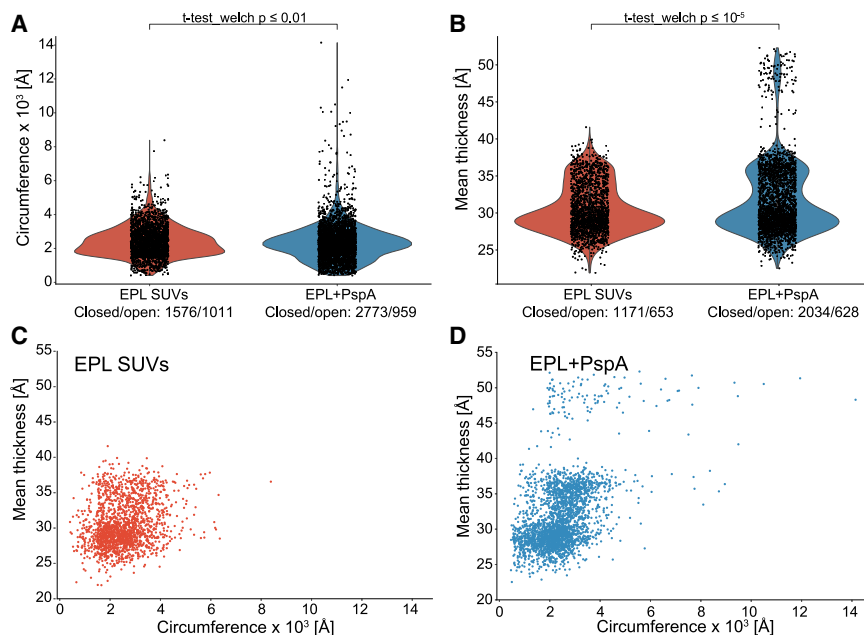 A
t-test_welch p ≤ 0.01
Circumference x 10³ [Å]
14
12
10
8
6
4
2
0
EPL SUVs
Closed/open: 1576/1011
EPL+PspA
Closed/open: 2773/959
B
t-test_welch p ≤ 10⁻⁵
Mean thickness [Å]
50
45
40
35
30
25
EPL SUVs
Closed/open: 1171/653
EPL+PspA
Closed/open: 2034/628
C
EPL SUVs
Mean thickness [Å]
55
50
45
40
35
30
25
20
0 2 4 6 8 10 12 14
Circumference x 10³ [Å]
D
EPL+PspA
Mean thickness [Å]
55
50
45
40
35
30
25
20
0 2 4 6 8 10 12 14
Circumference x 10³ [Å]